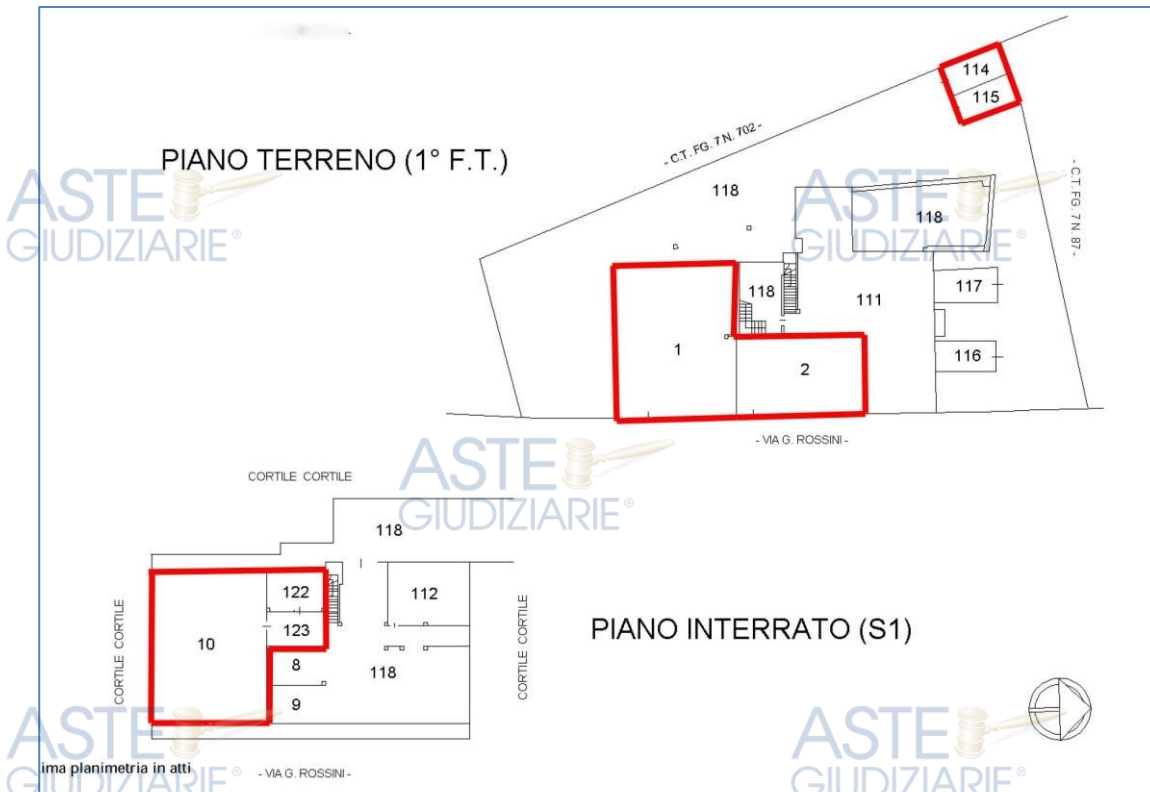 114
115
- C.T. FG. 7 N. 702 -
PIANO TERRENO (1° F.T.)
ASTE
GIUDIZIARIE®
118
ASTE
GIUDIZIARIE®
118
- C.T. FG. 7 N. 87 -
118
111
117
1
2
116
- VIA G. ROSSINI -
ASTE
GIUDIZIARIE®
CORTILE CORTILE
118
122
112
123
10
CORTILE CORTILE
CORTILE CORTILE
PIANO INTERRATO (S1)
8
118
9
ASTE
GIUDIZIARIE®
ASTE
GIUDIZIARIE®
ima planimetria in atti
- VIA G. ROSSINI -